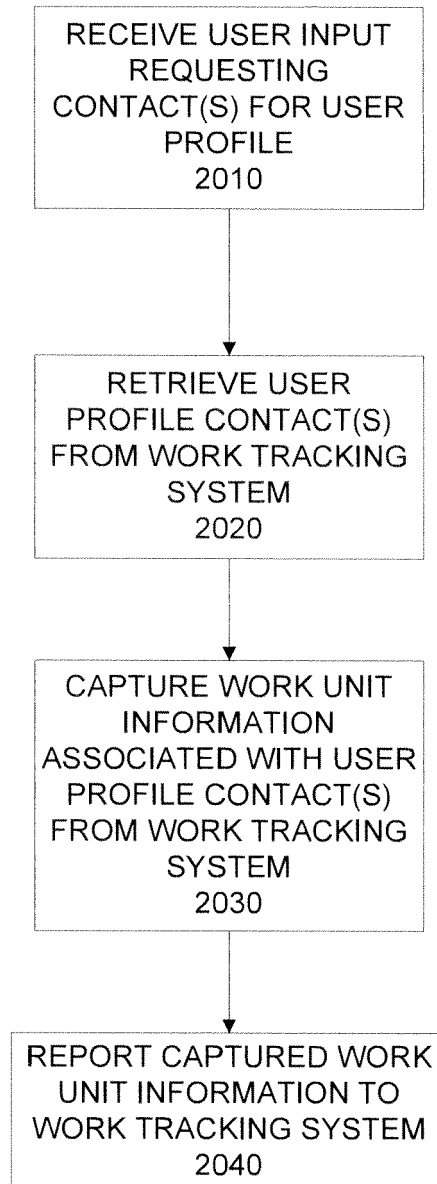 RECEIVE USER INPUT
REQUESTING
CONTACT(S) FOR USER
PROFILE
2010
RETRIEVE USER
PROFILE CONTACT(S)
FROM WORK TRACKING
SYSTEM
2020
CAPTURE WORK UNIT
INFORMATION
ASSOCIATED WITH USER
PROFILE CONTACT(S)
FROM WORK TRACKING
SYSTEM
2030
REPORT CAPTURED WORK
UNIT INFORMATION TO
WORK TRACKING SYSTEM
2040